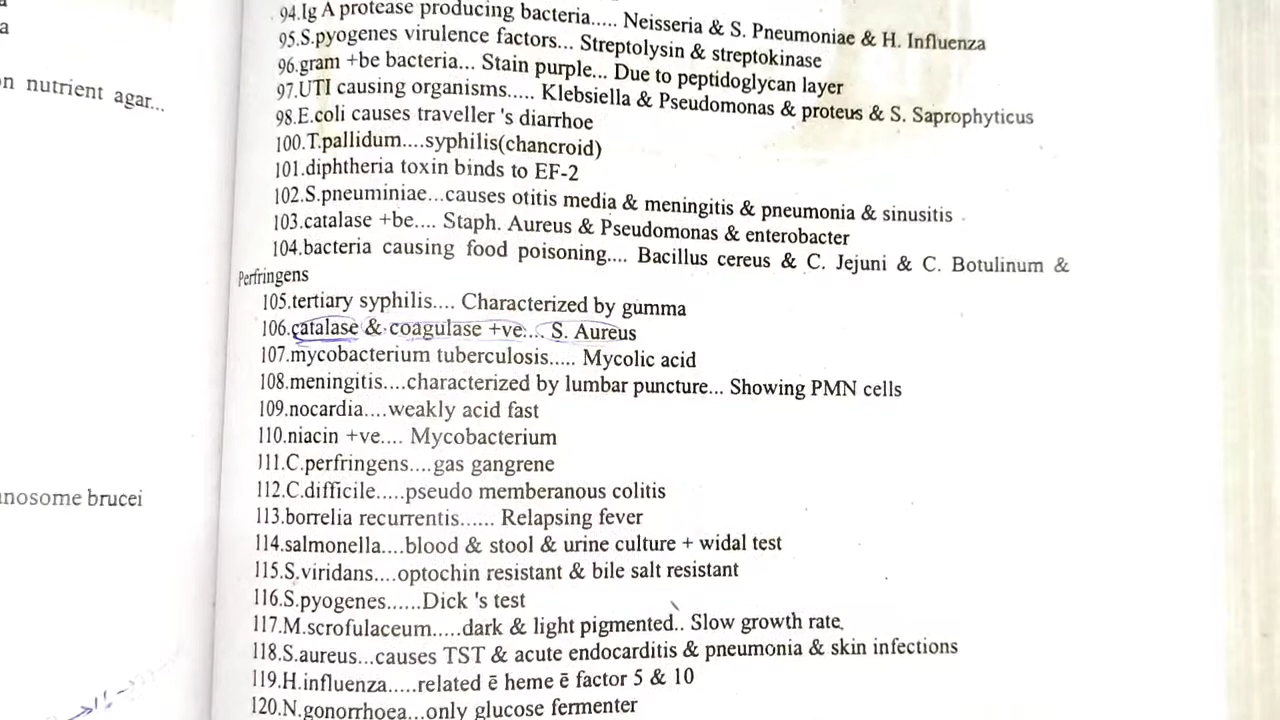 a
on nutrient agar...
anosome brucei
94.Ig A protease producing bacteria..... Neisseria & S. Pneumoniae & H. Influenza
95.S.pyogenes virulence factors... Streptolysin & streptokinase
96.gram +be bacteria... Stain purple... Due to peptidoglycan layer
97.UTI causing organisms..... Klebsiella & Pseudomonas & proteus & S. Saprophyticus
98.E.coli causes traveller 's diarrhoe
100.T.pallidum....syphilis(chancroid)
101.diphtheria toxin binds to EF-2
102.S.pneuminiae...causes otitis media & meningitis & pneumonia & sinusitis
103.catalase +be.... Staph. Aureus & Pseudomonas & enterobacter
104.bacteria causing food poisoning.... Bacillus cereus & C. Jejuni & C. Botulinum &
Perfringens
105.tertiary syphilis.... Characterized by gumma
106.catalase & coagulase +ve.... S. Aureus
107.mycobacterium tuberculosis..... Mycolic acid
108.meningitis....characterized by lumbar puncture... Showing PMN cells
109.nocardia....weakly acid fast
110.niacin +ve.... Mycobacterium
111.C.perfringens....gas gangrene
112.C.difficile.....pseudo memberanous colitis
113.borrelia recurrentis...... Relapsing fever
114.salmonella....blood & stool & urine culture + widal test
115.S.viridans....optochin resistant & bile salt resistant
116.S.pyogenes......Dick 's test
117.M.scrofulaceum.....dark & light pigmented.. Slow growth rate.
118.S.aureus...causes TST & acute endocarditis & pneumonia & skin infections
119.H.influenza.....related ē heme ē factor 5 & 10
120.N.gonorrhoea...only glucose fermenter